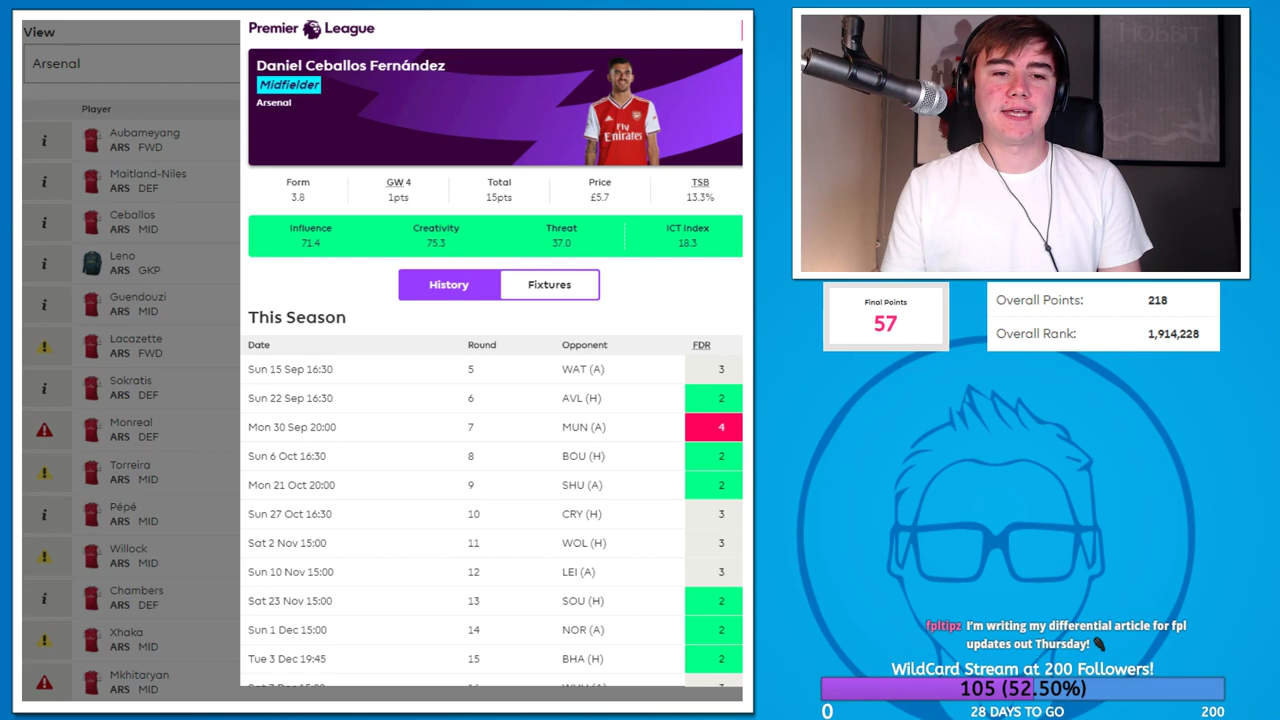 View
Arsenal
Player
Aubameyang
ARS FWD
Maitland-Niles
ARS DEF
Ceballos
ARS MID
Leno
ARS GKP
Guendouzi
ARS MID
Lacazette
ARS FWD
Sokratis
ARS DEF
Monreal
ARS DEF
Torreira
ARS MID
Pépé
ARS MID
Willock
ARS MID
Chambers
ARS DEF
Xhaka
ARS MID
Mkhitaryan
ARS MID
Premier League
Daniel Ceballos Fernández
Midfielder
Arsenal
Fly Emirates
Form GW 4 Total Price TSB
3.8 1pts 15pts £5.7 13.3%
Influence Creativity Threat ICT Index
71.4 75.3 37.0 18.3
History Fixtures
This Season
Date Round Opponent FDR
Sun 15 Sep 16:30 5 WAT (A) 3
Sun 22 Sep 16:30 6 AVL (H) 2
Mon 30 Sep 20:00 7 MUN (A) 4
Sun 6 Oct 16:30 8 BOU (H) 2
Mon 21 Oct 20:00 9 SHU (A) 2
Sun 27 Oct 16:30 10 CRY (H) 3
Sat 2 Nov 15:00 11 WOL (H) 3
Sun 10 Nov 15:00 12 LEI (A) 3
Sat 23 Nov 15:00 13 SOU (H) 2
Sun 1 Dec 15:00 14 NOR (A) 2
Tue 3 Dec 19:45 15 BHA (H) 2
HOBBIT
Final Points
57
Overall Points: 218
Overall Rank: 1,914,228
fpltipz I'm writing my differential article for fpl
updates out Thursday!
WildCard Stream at 200 Followers!
105 (52.50%)
0 28 DAYS TO GO 200